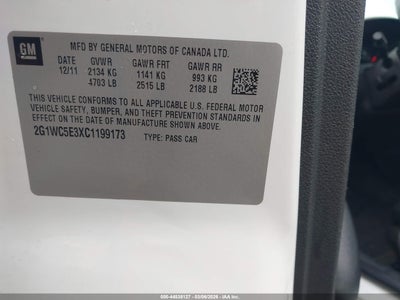 GM
MFD BY GENERAL MOTORS OF CANADA LTD.
DATE GVWR GAWR FRT GAWR RR
12/11 2134 KG 1141 KG 993 KG
4703 LB 2515 LB 2188 LB
THIS VEHICLE CONFORMS TO ALL APPLICABLE U.S. FEDERAL MOTOR
VEHICLE SAFETY, BUMPER, AND THEFT PREVENTION STANDARDS IN
EFFECT ON THE DATE OF MANUFACTURE SHOWN ABOVE.
2G1WC5E3XC1199173 TYPE: PASS CAR